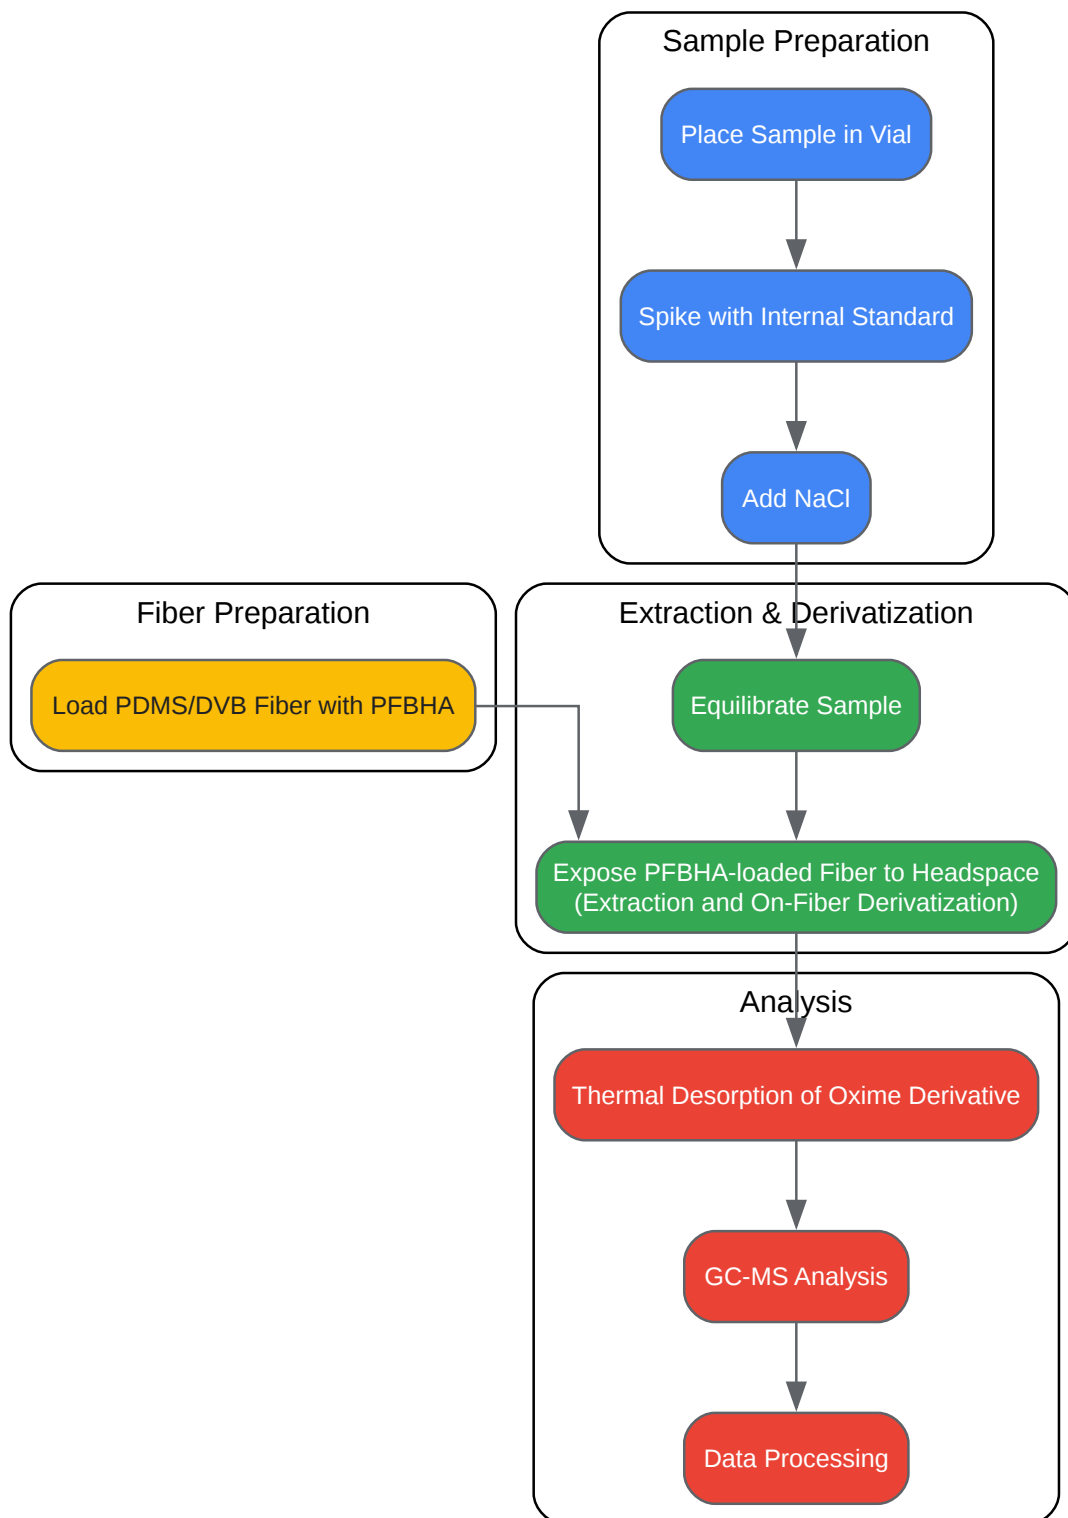 Sample Preparation
Place Sample in Vial
Spike with Internal Standard
Add NaCl
Fiber Preparation
Load PDMS/DVB Fiber with PFBHA
Extraction & Derivatization
Equilibrate Sample
Expose PFBHA-loaded Fiber to Headspace
(Extraction and On-Fiber Derivatization)
Analysis
Thermal Desorption of Oxime Derivative
GC-MS Analysis
Data Processing